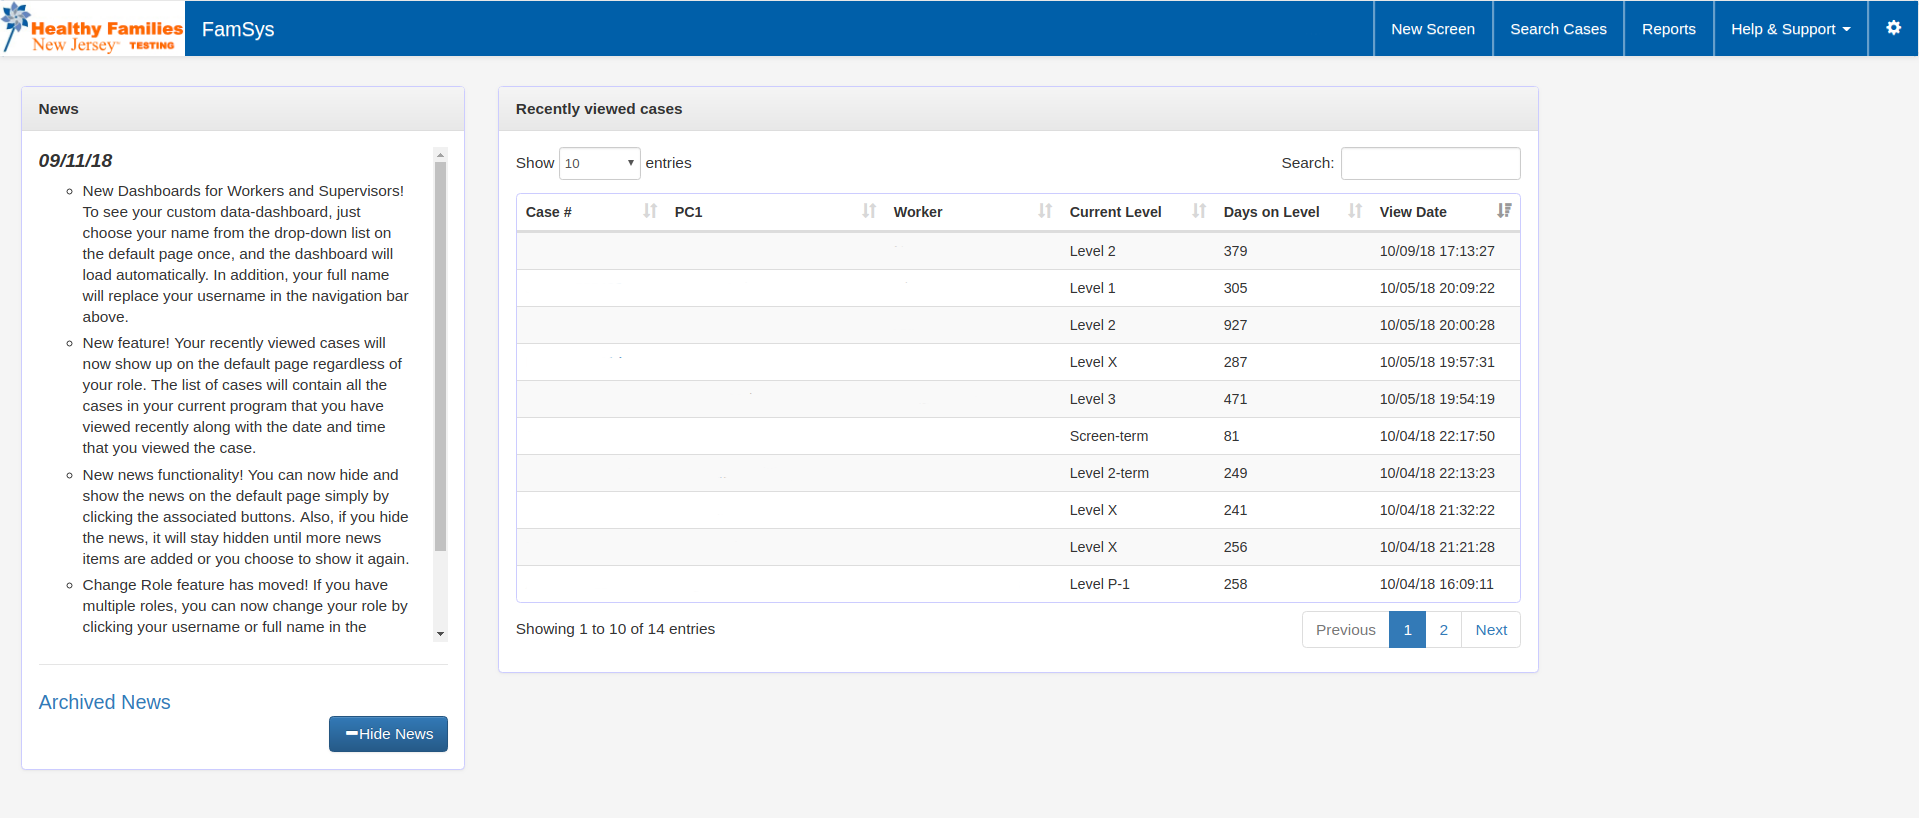 Healthy Families
New Jersey™ TESTING
FamSys
New Screen
Search Cases
Reports
Help & Support
News
09/11/18
New Dashboards for Workers and Supervisors!
To see your custom data-dashboard, just
choose your name from the drop-down list on
the default page once, and the dashboard will
load automatically. In addition, your full name
will replace your username in the navigation bar
above.
New feature! Your recently viewed cases will
now show up on the default page regardless of
your role. The list of cases will contain all the
cases in your current program that you have
viewed recently along with the date and time
that you viewed the case.
New news functionality! You can now hide and
show the news on the default page simply by
clicking the associated buttons. Also, if you hide
the news, it will stay hidden until more news
items are added or you choose to show it again.
Change Role feature has moved! If you have
multiple roles, you can now change your role by
clicking your username or full name in the
Archived News
Hide News
Recently viewed cases
Show 10 entries
Search:
Case # PC1 Worker Current Level Days on Level View Date
Level 2 379 10/09/18 17:13:27
Level 1 305 10/05/18 20:09:22
Level 2 927 10/05/18 20:00:28
Level X 287 10/05/18 19:57:31
Level 3 471 10/05/18 19:54:19
Screen-term 81 10/04/18 22:17:50
Level 2-term 249 10/04/18 22:13:23
Level X 241 10/04/18 21:32:22
Level X 256 10/04/18 21:21:28
Level P-1 258 10/04/18 16:09:11
Showing 1 to 10 of 14 entries
Previous 1 2 Next